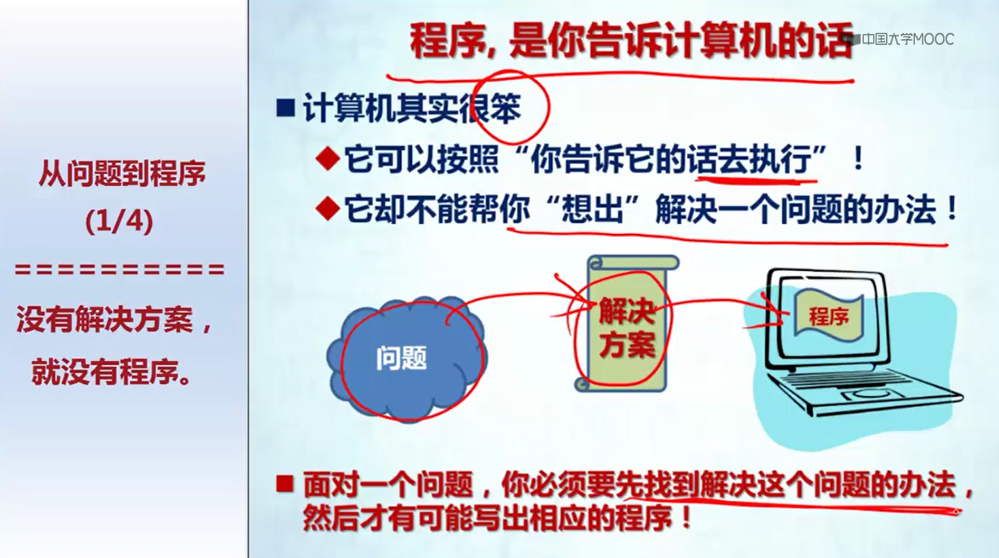 程序, 是你告诉计算机的话
中国大学MOOC
计算机其实很笨
它可以按照“你告诉它的话去执行”！
它却不能帮你“想出”解决一个问题的办法！
从问题到程序
(1/4)
==========
没有解决方案，
就没有程序。
问题
解决
方案
程序
面对一个问题，你必须要先找到解决这个问题的办法，
然后才有可能写出相应的程序！